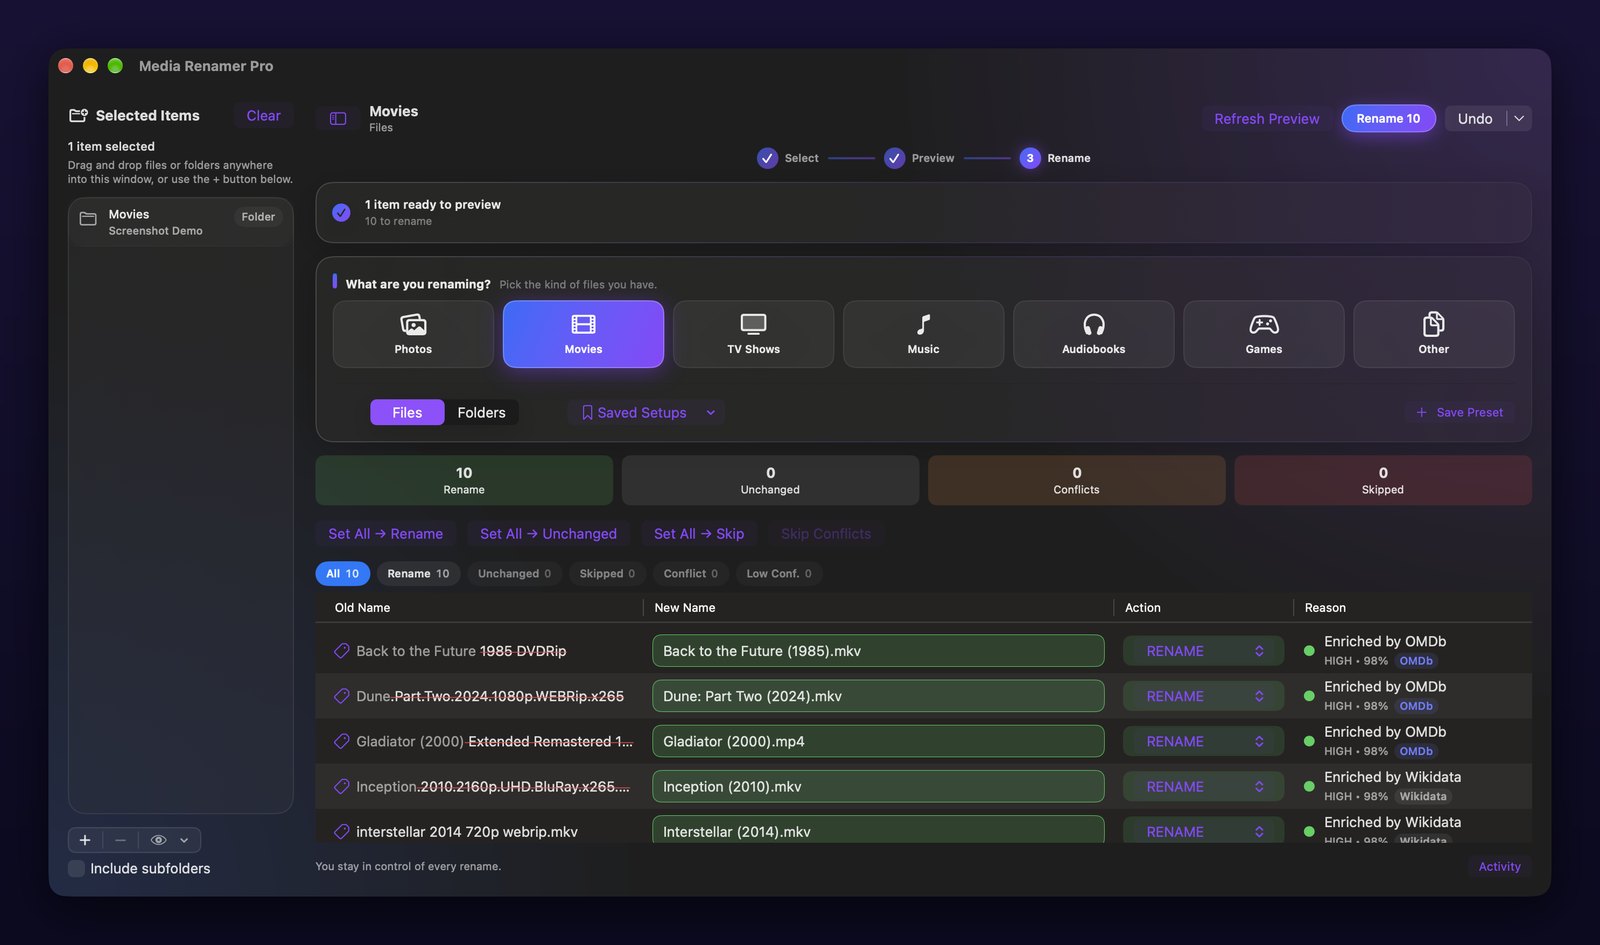 Media Renamer Pro
Selected Items
Clear
1 item selected
Drag and drop files or folders anywhere
into this window, or use the + button below.
Movies
Folder
Screenshot Demo
Include subfolders
Movies
Files
Refresh Preview
Rename 10
Undo
Select
Preview
3
Rename
1 item ready to preview
10 to rename
What are you renaming? Pick the kind of files you have.
Photos
Movies
TV Shows
Music
Audiobooks
Games
Other
Files
Folders
Saved Setups
+ Save Preset
10
Rename
0
Unchanged
0
Conflicts
0
Skipped
Set All → Rename
Set All → Unchanged
Set All → Skip
Skip Conflicts
All 10
Rename 10
Unchanged 0
Skipped 0
Conflict 0
Low Conf. 0
Old Name
New Name
Action
Reason
Back to the Future 1985 DVDRip
Back to the Future (1985).mkv
RENAME
Enriched by OMDb
HIGH • 98% OMDb
Dune.Part.Two.2024.1080p.WEBRip.x265
Dune: Part Two (2024).mkv
RENAME
Enriched by OMDb
HIGH • 98% OMDb
Gladiator (2000) Extended Remastered 1...
Gladiator (2000).mp4
RENAME
Enriched by OMDb
HIGH • 98% OMDb
Inception.2010.2160p.UHD.BluRay.x265....
Inception (2010).mkv
RENAME
Enriched by Wikidata
HIGH • 98% Wikidata
interstellar 2014 720p webrip.mkv
Interstellar (2014).mkv
RENAME
Enriched by Wikidata
HIGH • 98% Wikidata
You stay in control of every rename.
Activity